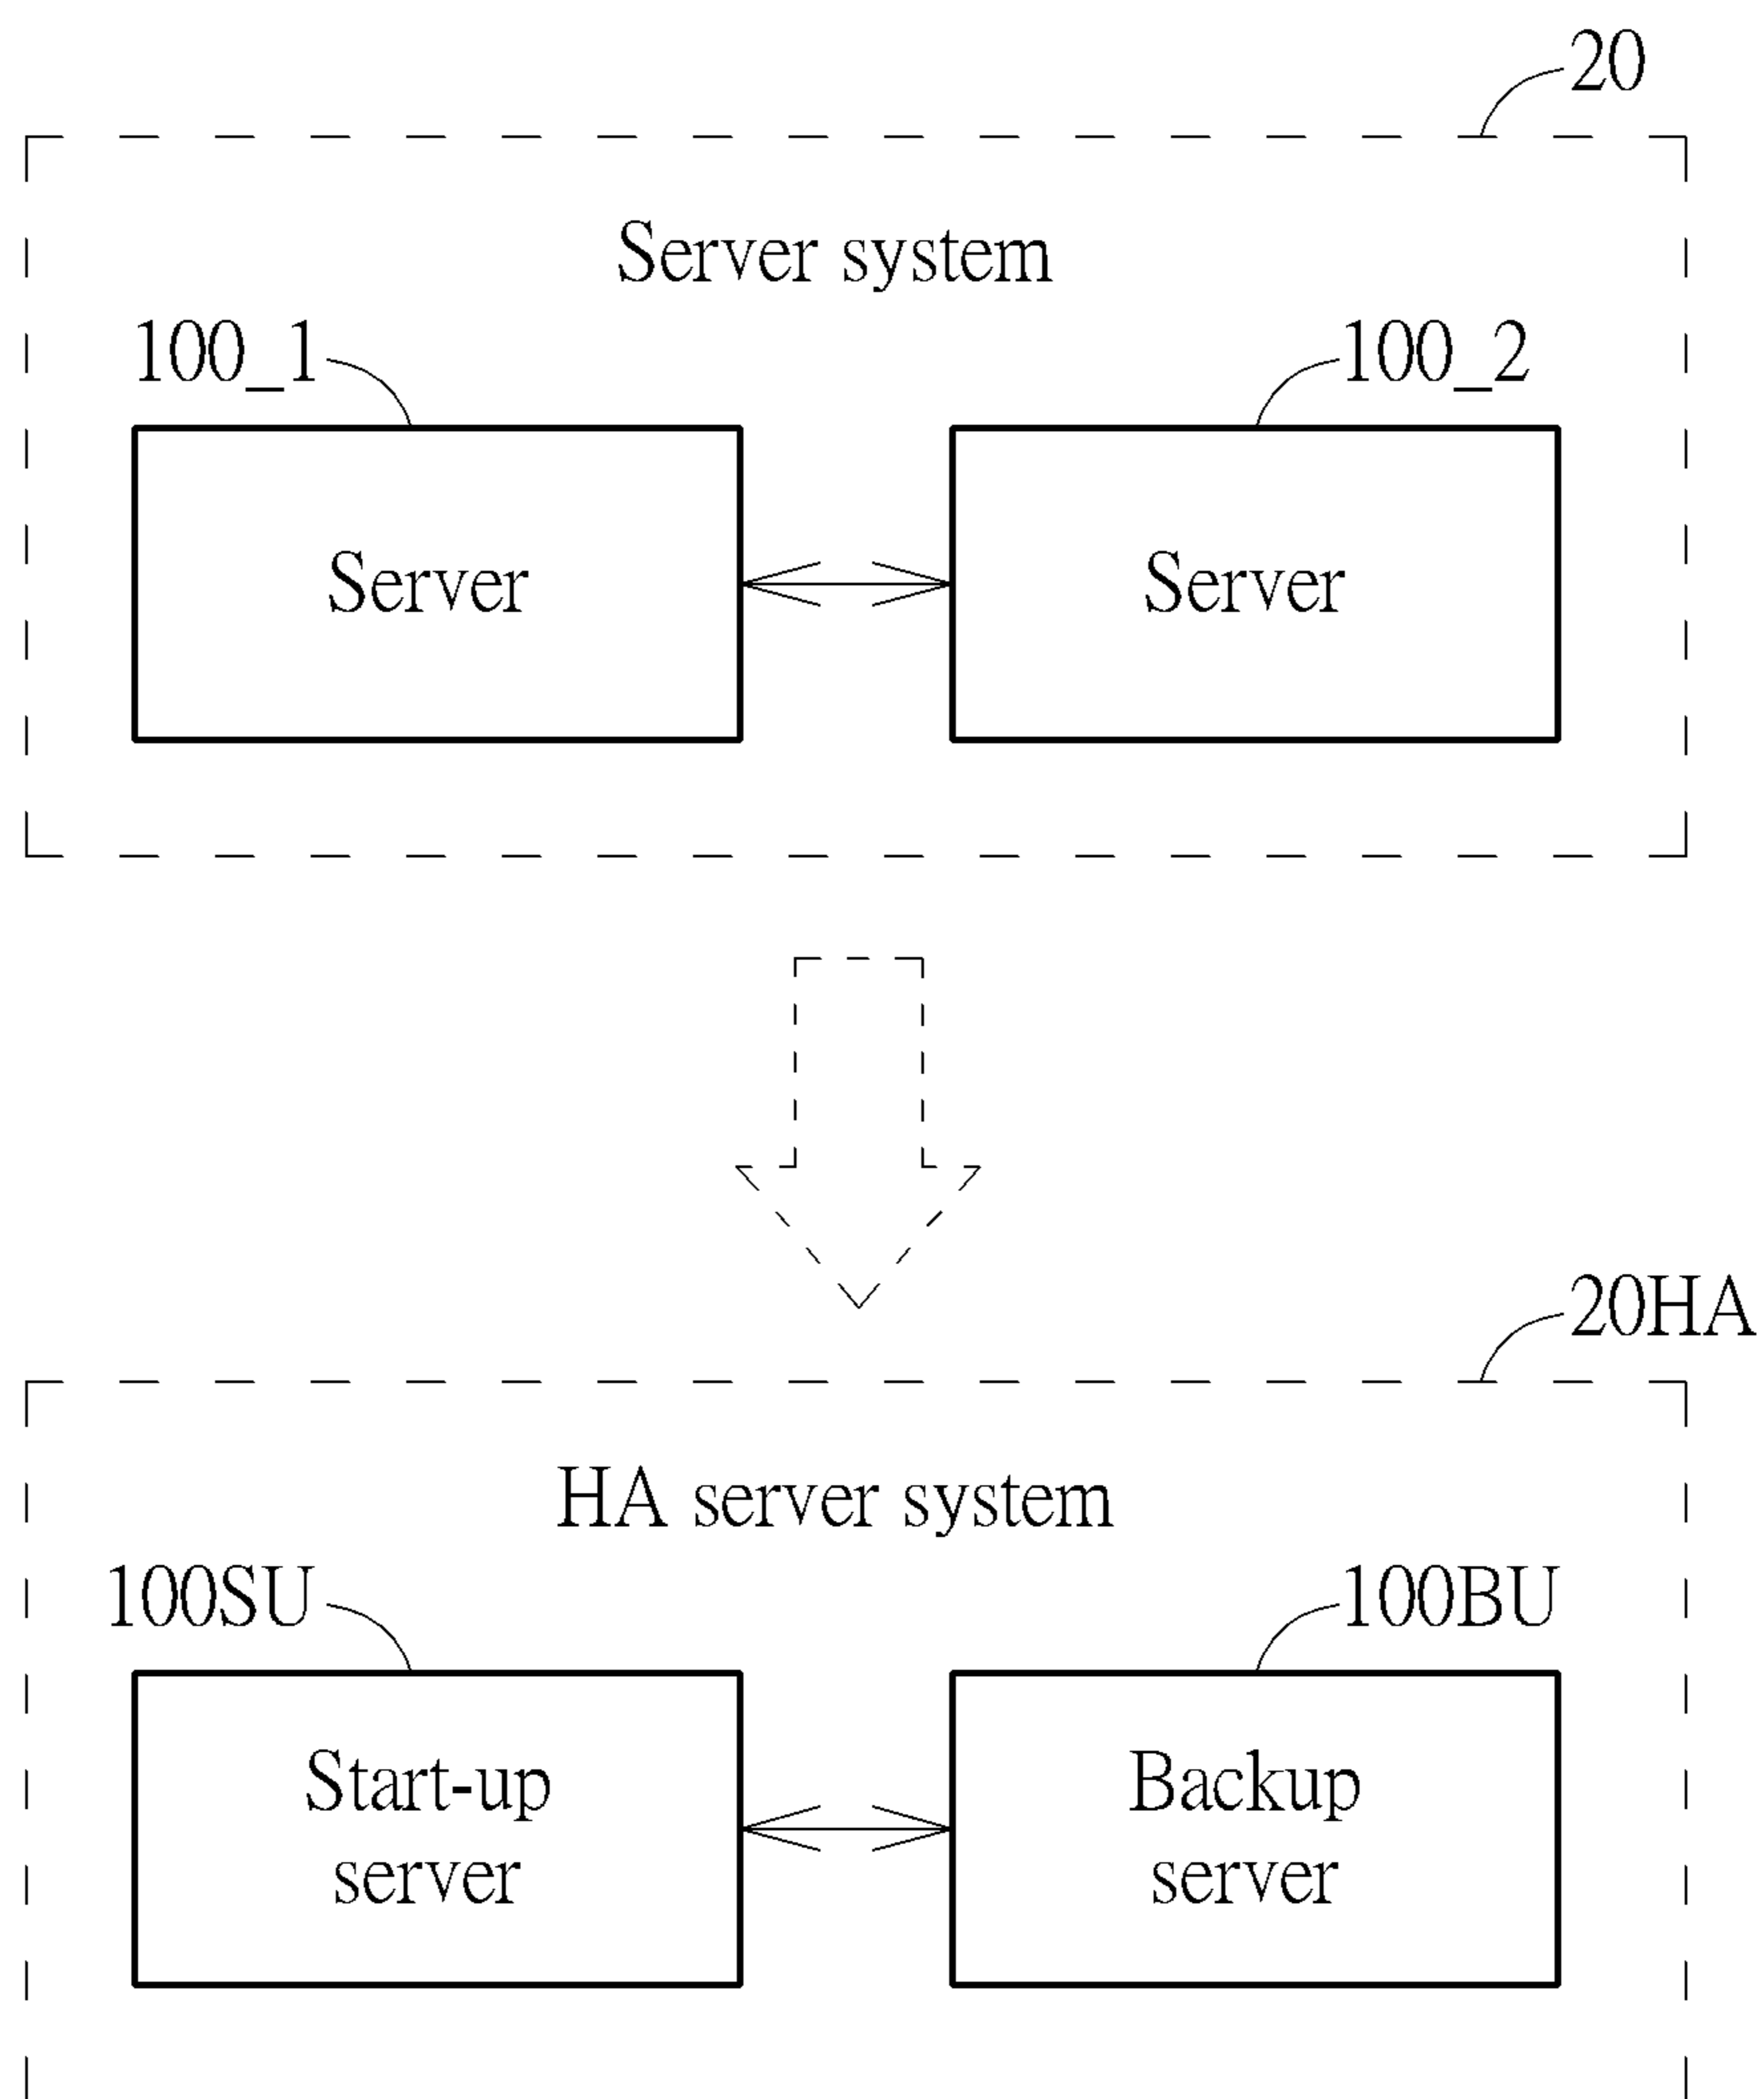 20
Server system
100_1
100_2
Server
Server
20HA
HA server system
100SU
100BU
Start-up
server
Backup
server